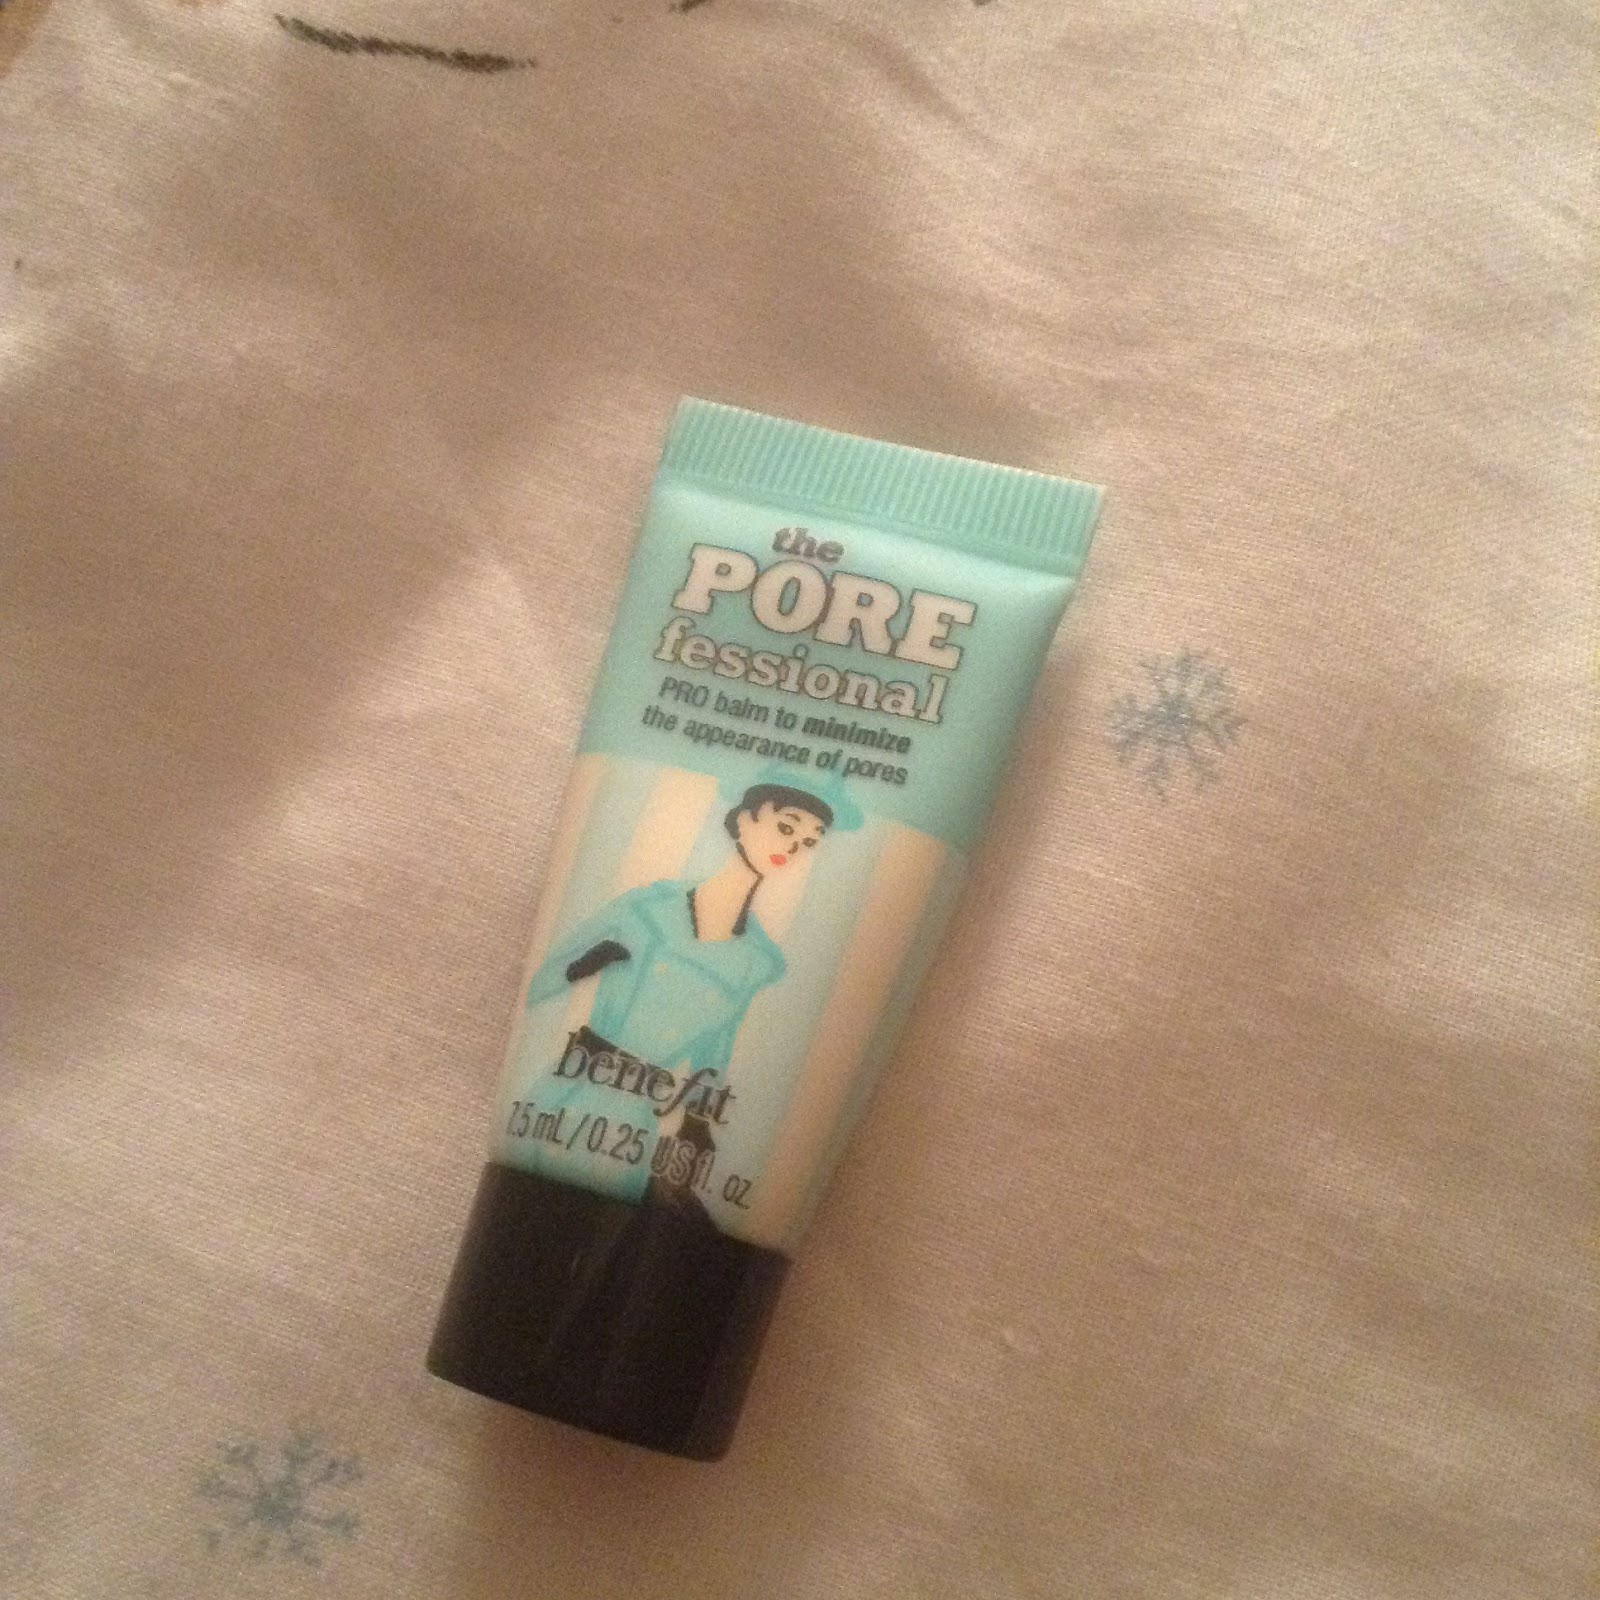 the
PORE
fessional
PRO balm to minimize
the appearance of pores
benefit
7.5 mL / 0.25 US fl. oz